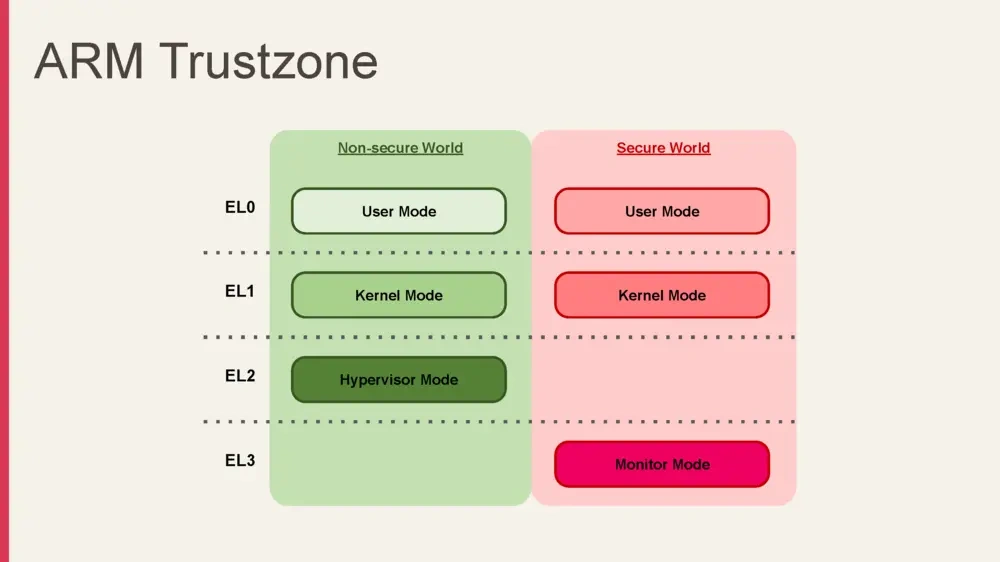 ARM Trustzone
Non-secure World
Secure World
EL0
User Mode
User Mode
EL1
Kernel Mode
Kernel Mode
EL2
Hypervisor Mode
EL3
Monitor Mode